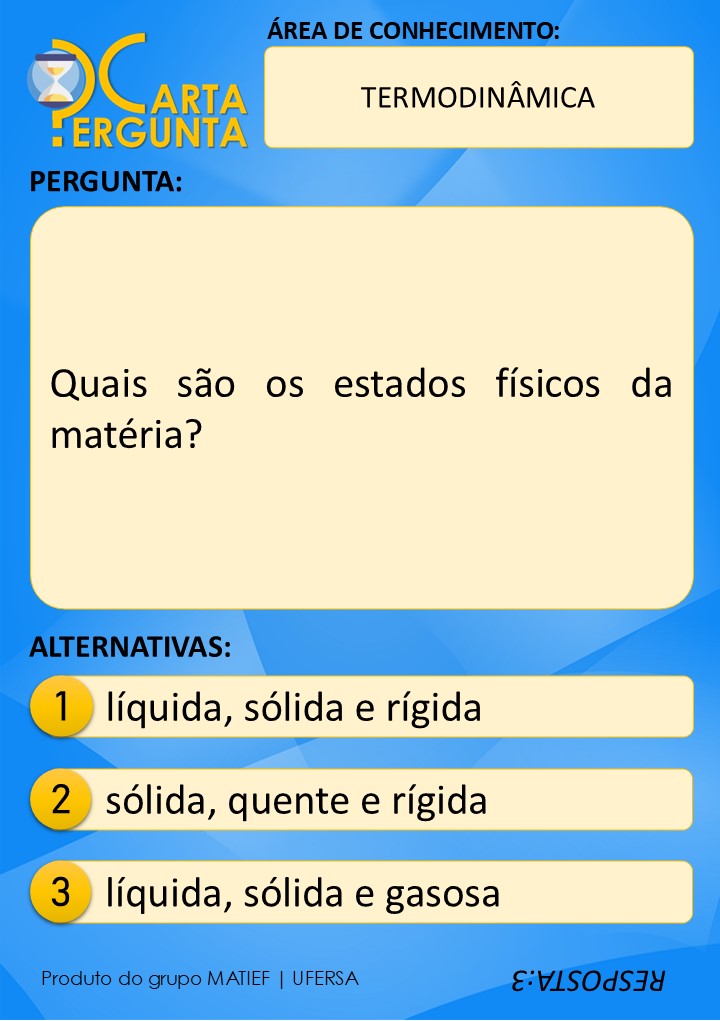 ÁREA DE CONHECIMENTO:
CARTA
PERGUNTA
TERMODINÂMICA
PERGUNTA:
Quais são os estados físicos da
matéria?
ALTERNATIVAS:
1 líquida, sólida e rígida
2 sólida, quente e rígida
3 líquida, sólida e gasosa
Produto do grupo MATIEF | UFERSA
RESPOSTA:3